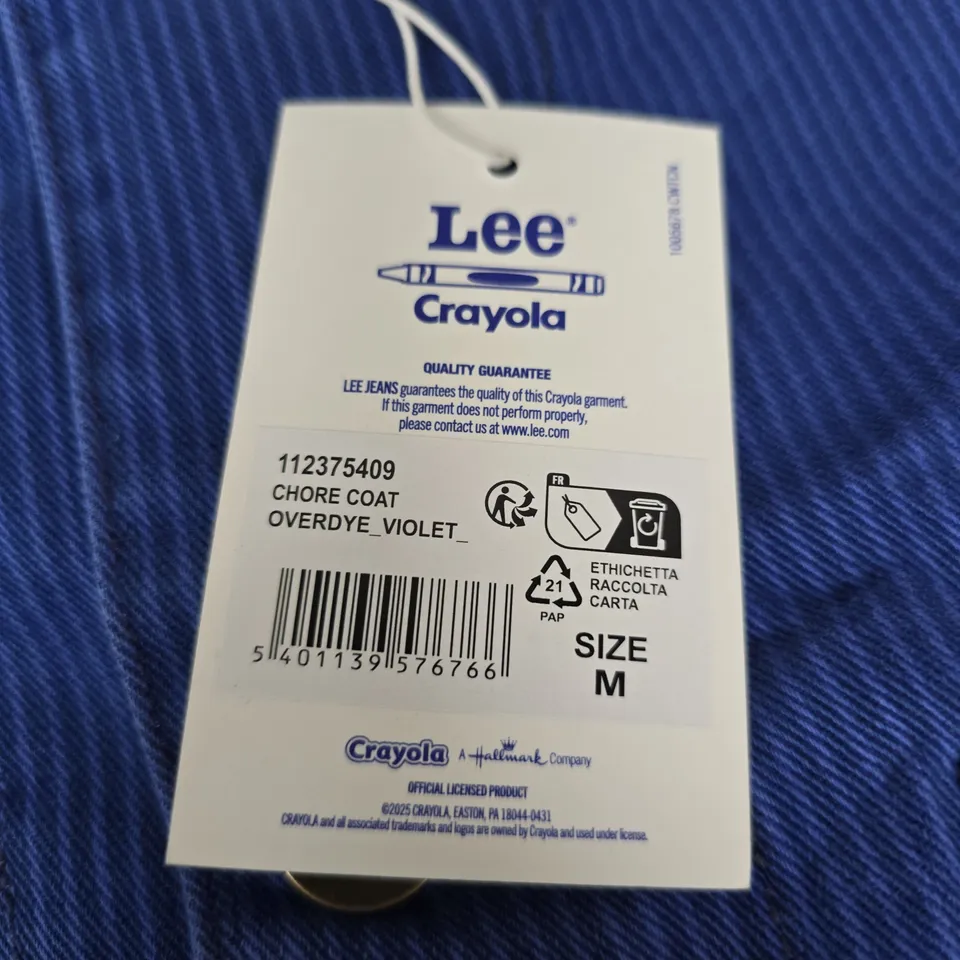 Lee®
Crayola
QUALITY GUARANTEE
LEE JEANS guarantees the quality of this Crayola garment.
If this garment does not perform properly,
please contact us at www.lee.com
112375409
CHORE COAT
OVERDYE_VIOLET_
FR
21
PAP
ETHICHETTA
RACCOLTA
CARTA
5 401139 576766
SIZE
M
Crayola A Hallmark Company
OFFICIAL LICENSED PRODUCT
©2025 CRAYOLA, EASTON, PA 18044-0431
CRAYOLA and all associated trademarks and logos are owned by Crayola and used under license.